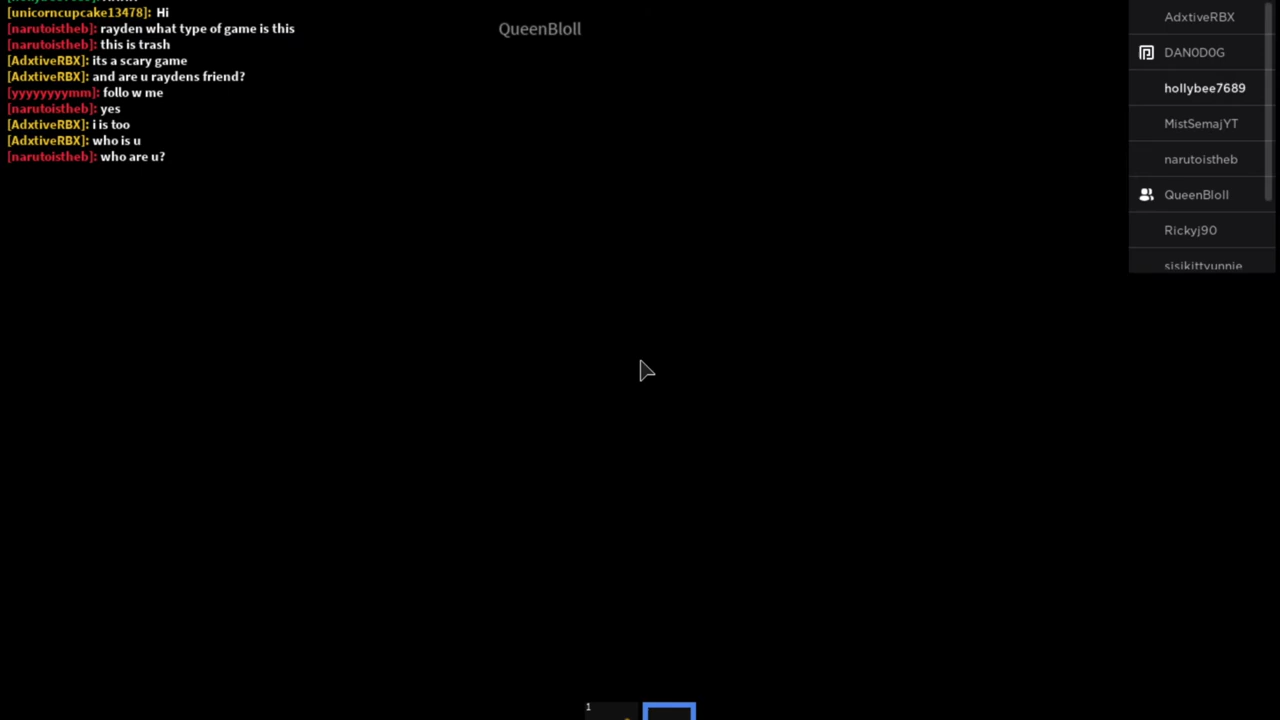 [unicorncupcake13478]: Hi
[narutoistheb]: rayden what type of game is this
[narutoistheb]: this is trash
[AdxtiveRBX]: its a scary game
[AdxtiveRBX]: and are u raydens friend?
[yyyyyyyymm]: follo w me
[narutoistheb]: yes
[AdxtiveRBX]: i is too
[AdxtiveRBX]: who is u
[narutoistheb]: who are u?
QueenBloll
AdxtiveRBX
DAN0D0G
hollybee7689
MistSemajYT
narutoistheb
QueenBloll
Rickyj90
1